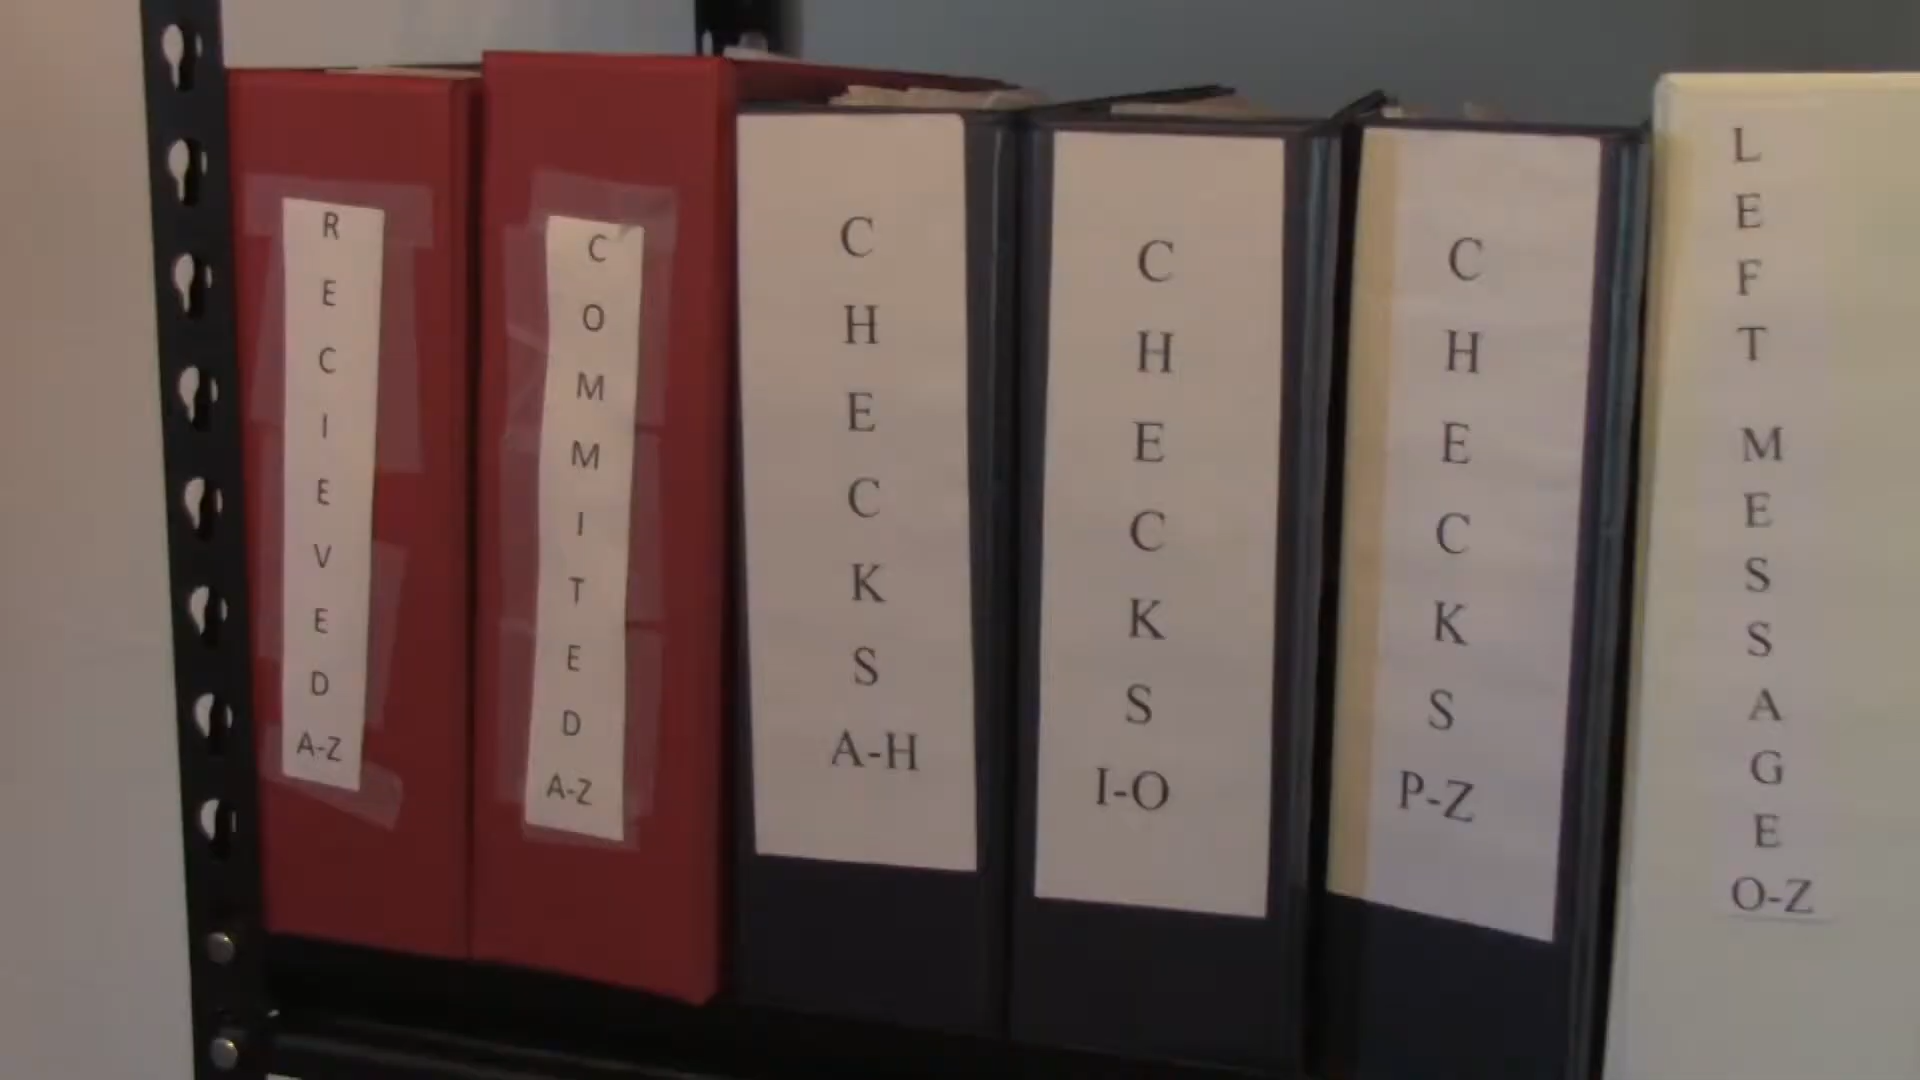 RECIEVED
A-Z
COMMITED
A-Z
CHECKS
A-H
CHECKS
I-O
CHECKS
P-Z
LEFT MESSAGE
O-Z